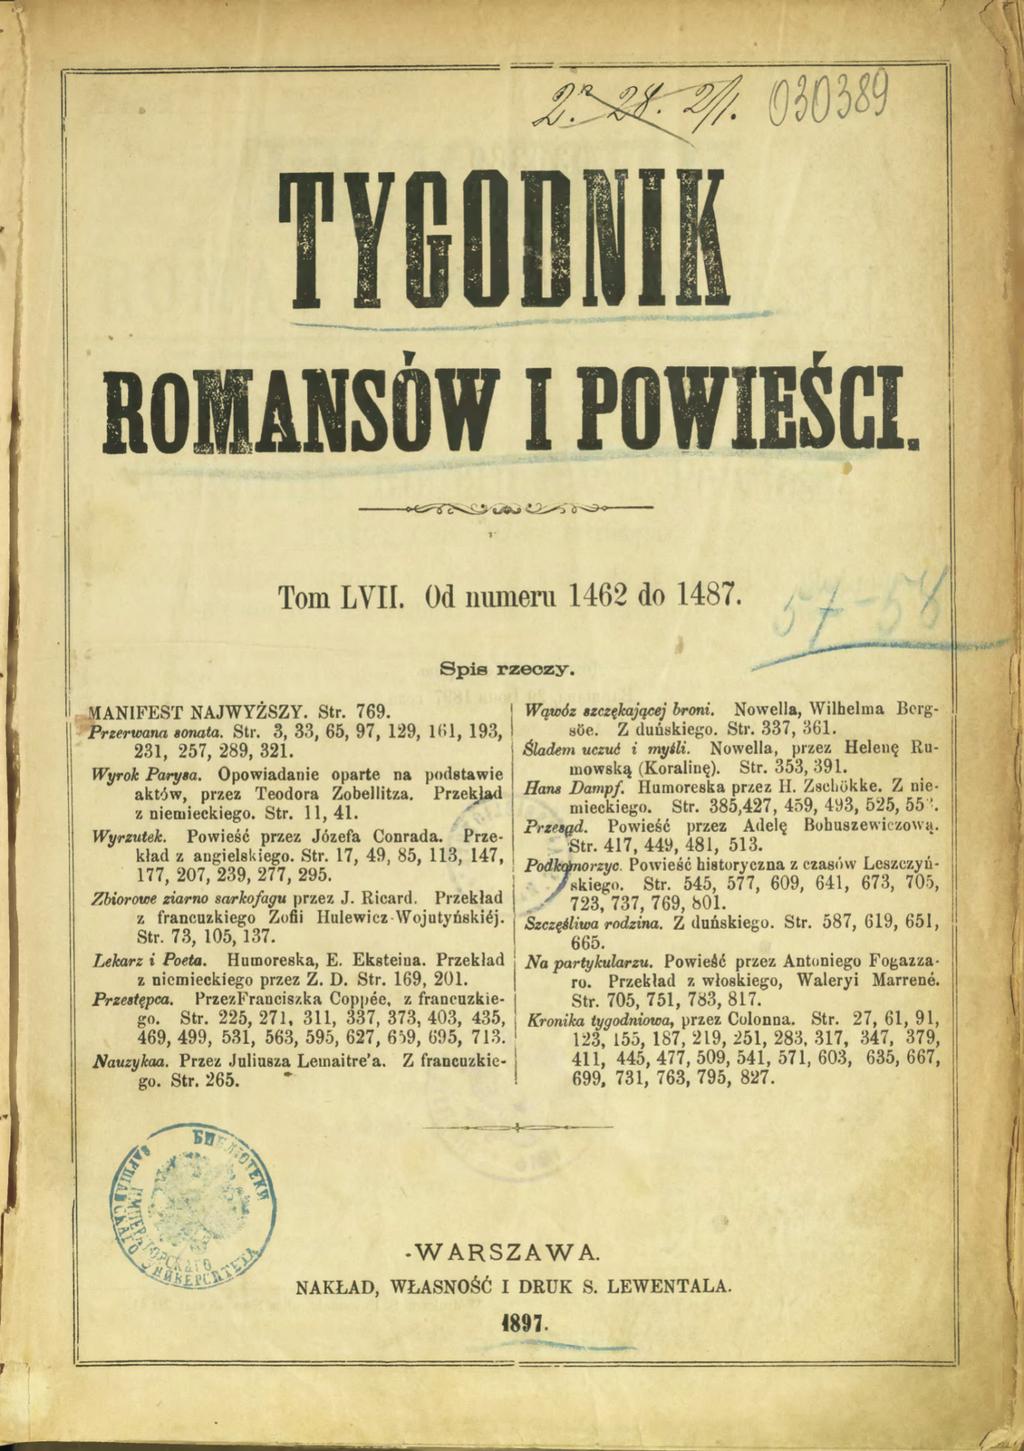 030389
TYGODNIK
ROMANSÓW I POWIEŚCI.
Tom LVII. Od numeru 1462 do 1487.
57-58
Spis rzeczy.
MANIFEST NAJWYŻSZY. Str. 769.
Przerwana sonata. Str. 3, 33, 65, 97, 129, 161, 193,
231, 257, 289, 321.
Wyrok Parysa. Opowiadanie oparte na podstawie
aktów, przez Teodora Zobellitza. Przekład
z niemieckiego. Str. 11, 41.
Wyrzutek. Powieść przez Józefa Conrada. Prze-
kład z angielskiego. Str. 17, 49, 85, 113, 147,
177, 207, 239, 277, 295.
Zbiorowe ziarno sarkofagu przez J. Ricard. Przekład
z francuzkiego Zofii Hulewicz-Wojutyńskiéj.
Str. 73, 105, 137.
Lekarz i Poeta. Humoreska, E. Eksteina. Przekład
z niemieckiego przez Z. D. Str. 169, 201.
Przestępca. PrzezFranciszka Coppée, z francuzkie-
go. Str. 225, 271, 311, 337, 373, 403, 435,
469, 499, 531, 563, 595, 627, 659, 695, 713.
Nauzykaa. Przez Juliusza Lemaitre'a. Z francuzkie-
go. Str. 265.
Wąwóz szczękającej broni. Nowella, Wilhelma Berg-
söe. Z duńskiego. Str. 337, 361.
Śladem uczuć i myśli. Nowella, przez Helenę Ru-
mowską (Koralinę). Str. 353, 391.
Hans Dampf. Humoreska przez H. Zschökke. Z nie-
mieckiego. Str. 385,427, 459, 493, 525,
Przesąd. Powieść przez Adelę Bohuszewiczową.
Str. 417, 449, 481, 513.
Podkomorzyc. Powieść historyczna z czasów Leszczyń-
skiego. Str. 545, 577, 609, 641, 673, 705,
723, 737, 769, 801.
Szczęśliwa rodzina. Z duńskiego. Str. 587, 619, 651,
665.
Na partykularzu. Powieść przez Antoniego Fogazza-
ro. Przekład z włoskiego, Waleryi Marrené.
Str. 705, 751, 783, 817.
Kronika tygodniowa, przez Colonna. Str. 27, 61, 91,
123, 155, 187, 219, 251, 283, 317, 347, 379,
411, 445, 477, 509, 541, 571, 603, 635, 667,
699, 731, 763, 795, 827.
БИБЛІОТЕКИ
ВАРШАВСКАГО
УНИВЕРСИТЕТА
ИМПЕРАТОРСКАГО
WARSZAWA.
NAKŁAD, WŁASNOŚĆ I DRUK S. LEWENTALA.
1897.